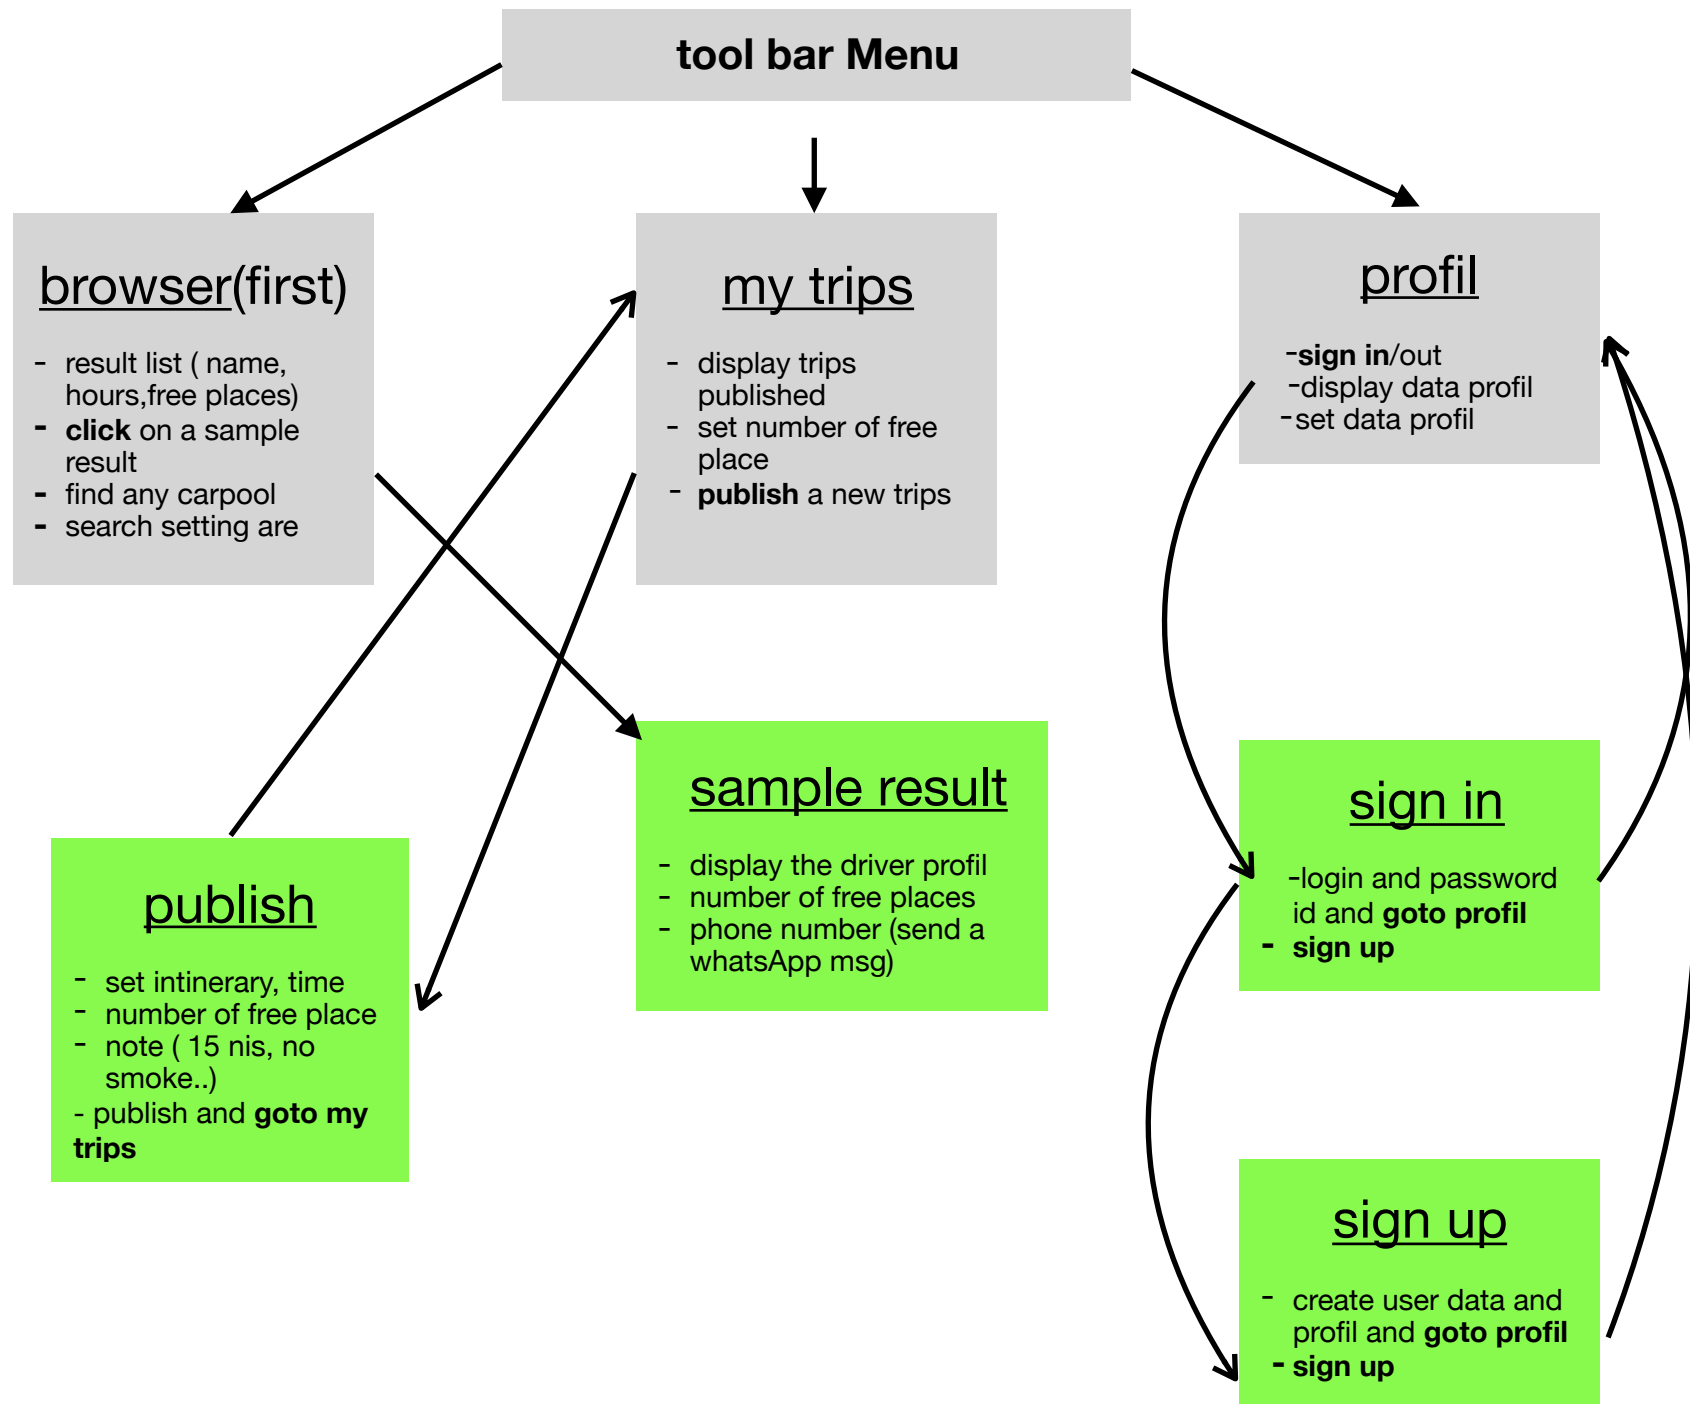 tool bar Menu
browser(first)
- result list ( name,
hours,free places)
- click on a sample
result
- find any carpool
- search setting are
my trips
- display trips
published
- set number of free
place
- publish a new trips
profil
-sign in/out
-display data profil
-set data profil
sample result
- display the driver profil
- number of free places
- phone number (send a
whatsApp msg)
sign in
-login and password
id and goto profil
- sign up
publish
- set intinerary, time
- number of free place
- note ( 15 nis, no
smoke..)
- publish and goto my
trips
sign up
- create user data and
profil and goto profil
- sign up